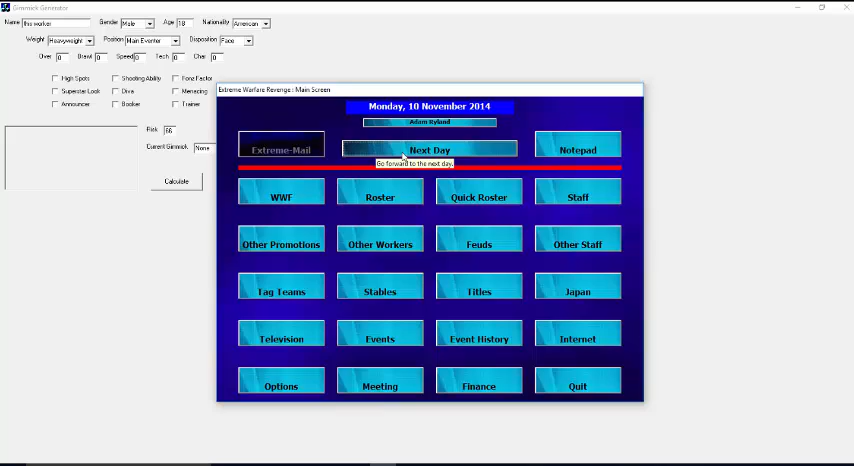 Gimmick Generator
Name this worker Gender Male Age 18 Nationality American
Weight Heavyweight Position Main Eventer Disposition Face
Over 0 Brawl 0 Speed 0 Tech 0 Char 0
High Spots Shooting Ability Fonz Factor
Superstar Look Diva Menacing
Announcer Booker Trainer
Risk 66
Current Gimmick None
Calculate
Extreme Warfare Revenge : Main Screen
Monday, 10 November 2014
Adam Ryland
Extreme-Mail Next Day Notepad
Go forward to the next day.
WWF Roster Quick Roster Staff
Other Promotions Other Workers Feuds Other Staff
Tag Teams Stables Titles Japan
Television Events Event History Internet
Options Meeting Finance Quit